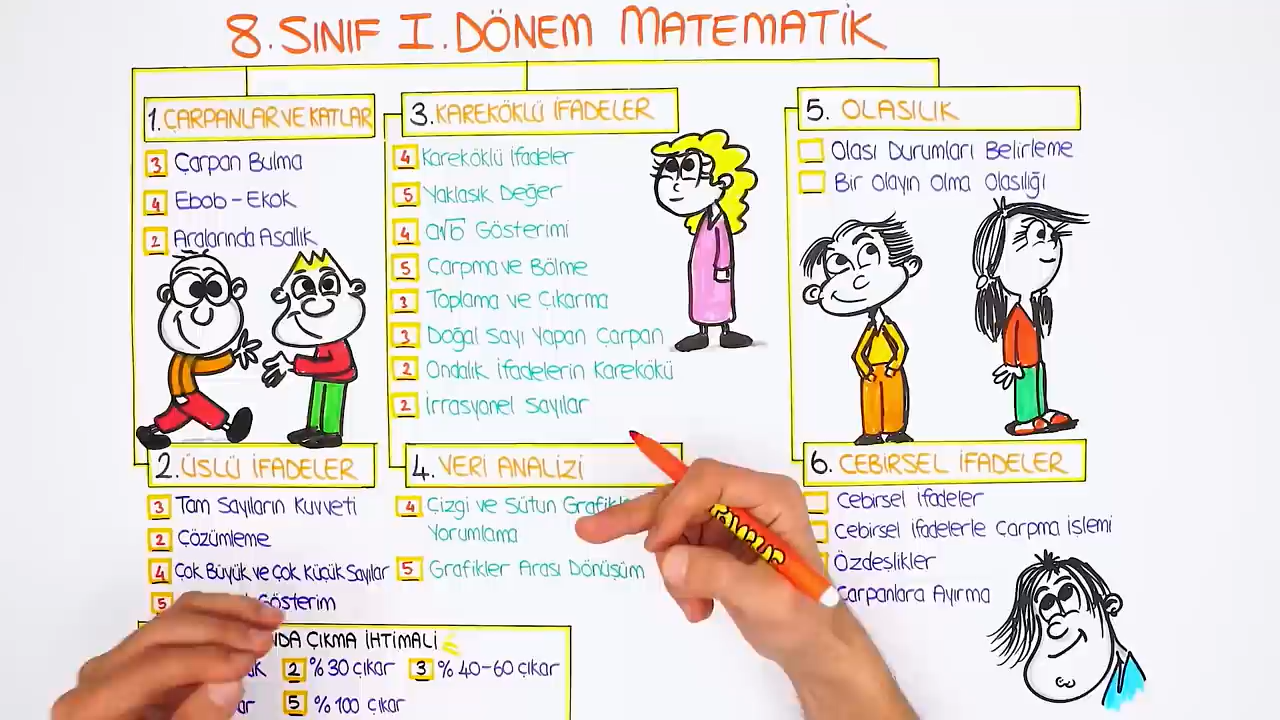 8. SINIF I. DÖNEM MATEMATİK
1. ÇARPANLAR VE KATLAR
3 Çarpan Bulma
4 Ebob - Ekok
2 Aralarında Asallık
2. ÜSLÜ İFADELER
3 Tam Sayıların Kuvveti
2 Çözümleme
4 Çok Büyük ve Çok Küçük Sayılar
5 Gösterim
3. KAREKÖKLÜ İFADELER
4 Kareköklü İfadeler
5 Yaklaşık Değer
4 a√b Gösterimi
5 Çarpma ve Bölme
3 Toplama ve Çıkarma
3 Doğal Sayı Yapan Çarpan
2 Ondalık İfadelerin Karekökü
2 İrrasyonel Sayılar
4. VERİ ANALİZİ
4 Çizgi ve Sütun
Yorumlama
5 Grafikler Arası Dönüşüm
5. OLASILIK
Olası Durumları Belirleme
Bir Olayın Olma Olasılığı
6. CEBİRSEL İFADELER
Cebirsel İfadeler
Cebirsel İfadelerle Çarpma İşlemi
Özdeşlikler
Çarpanlara Ayırma
ÇIKMA İHTİMALİ
2 %30 çıkar 3 %40-60 çıkar
5 %100 çıkar